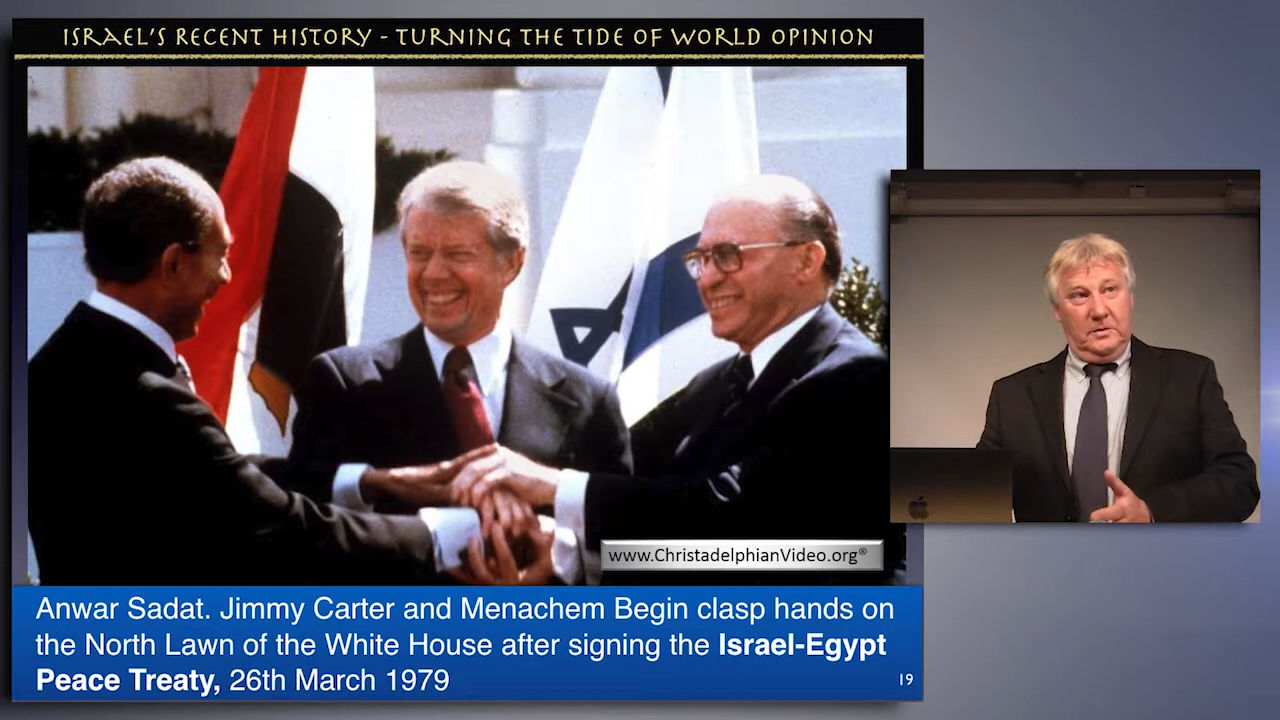 ISRAEL'S RECENT HISTORY - TURNING THE TIDE OF WORLD OPINION
www.ChristadelphianVideo.org®
Anwar Sadat. Jimmy Carter and Menachem Begin clasp hands on
the North Lawn of the White House after signing the Israel-Egypt
Peace Treaty, 26th March 1979
19